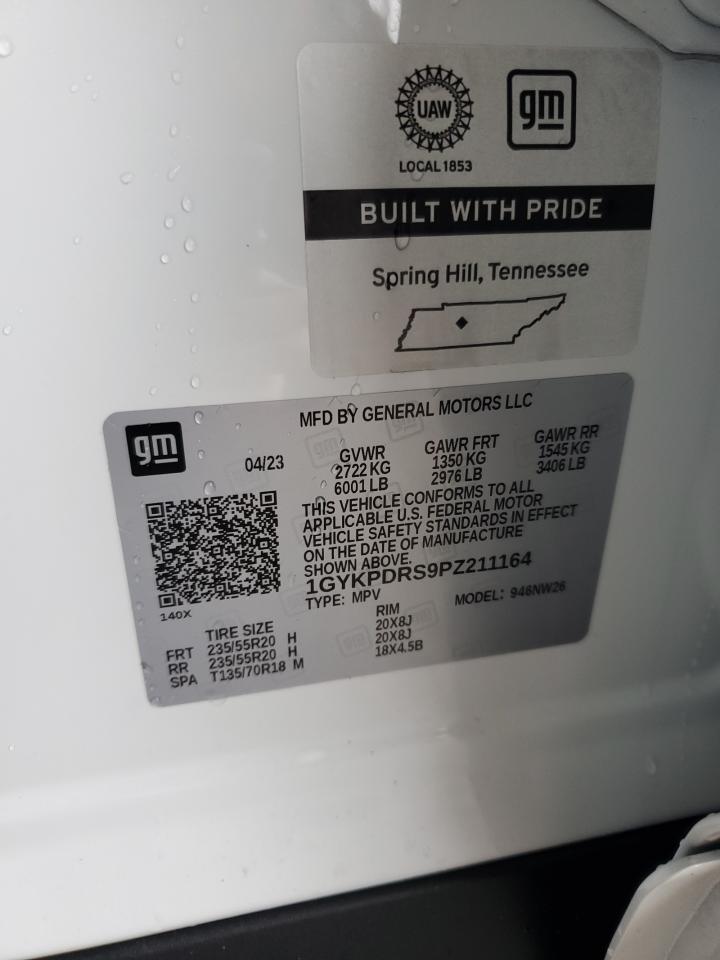 UAW
gm
LOCAL 1853
BUILT WITH PRIDE
Spring Hill, Tennessee
gm
MFD BY GENERAL MOTORS LLC
04/23
GVWR
2722 KG
6001 LB
GAWR FRT
1350 KG
2976 LB
GAWR RR
1545 KG
3406 LB
THIS VEHICLE CONFORMS TO ALL
APPLICABLE U.S. FEDERAL MOTOR
VEHICLE SAFETY STANDARDS IN EFFECT
ON THE DATE OF MANUFACTURE
SHOWN ABOVE.
1GYKPDRS9PZ211164
TYPE: MPV
MODEL: 946NW26
140X
TIRE SIZE RIM
FRT 235/55R20 H 20X8J
RR 235/55R20 H 20X8J
SPA T135/70R18 M 18X4.5B